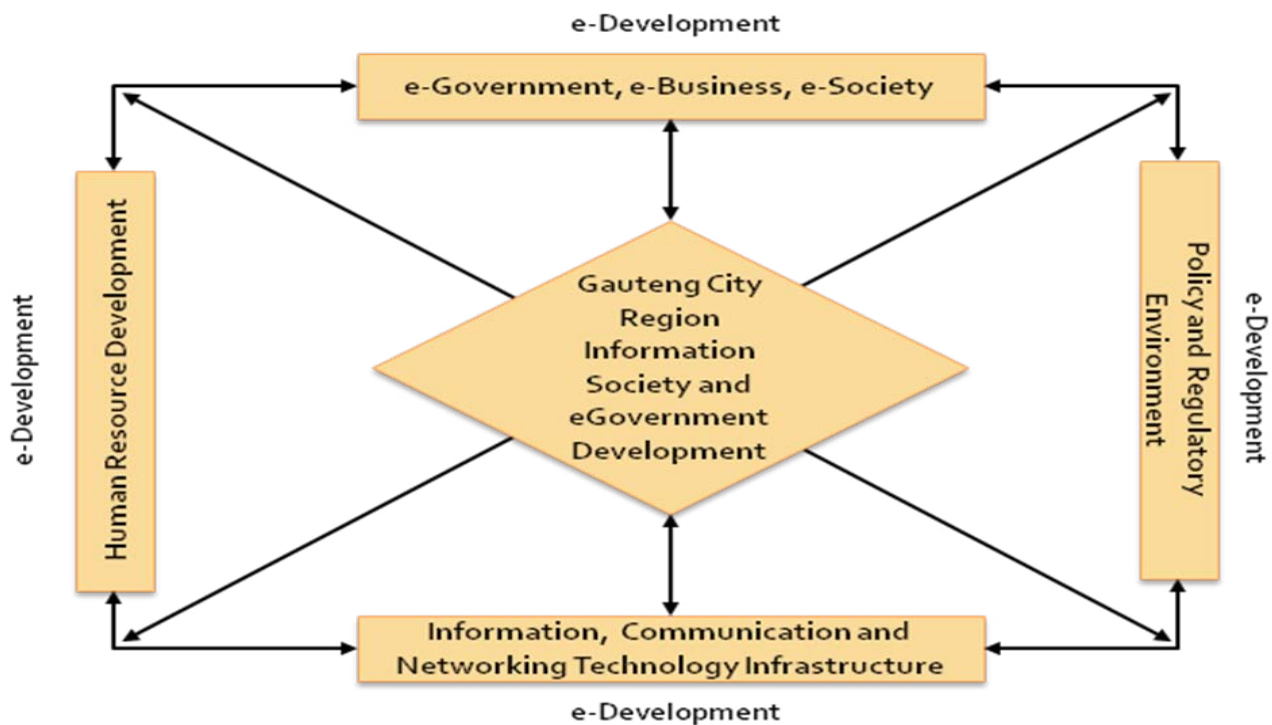 e-Development
e-Government, e-Business, e-Society
e-Development
Human Resource Development
Gauteng City
Region
Information
Society and
eGovernment
Development
Policy and Regulatory
Environment
e-Development
Information, Communication and
Networking Technology Infrastructure
e-Development